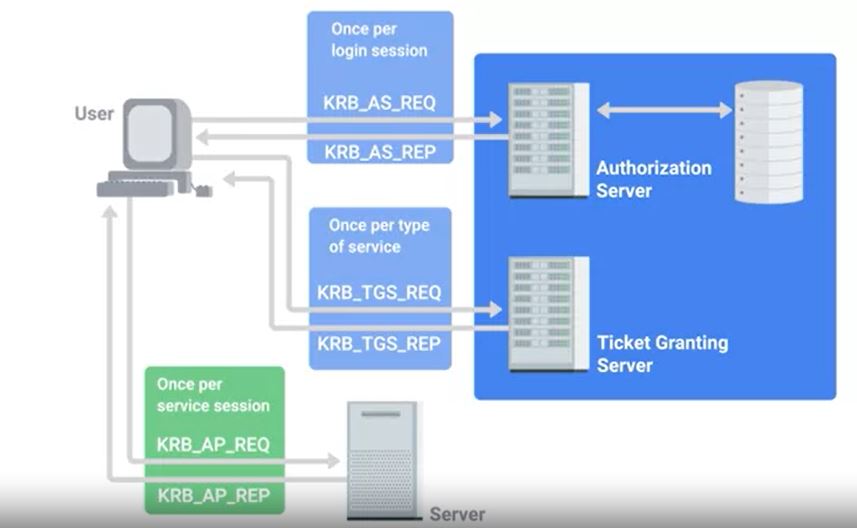 Once per
login session
KRB_AS_REQ
User
KRB_AS_REP
Authorization
Server
Once per type
of service
KRB_TGS_REQ
KRB_TGS_REP
Ticket Granting
Server
Once per
service session
KRB_AP_REQ
KRB_AP_REP
Server